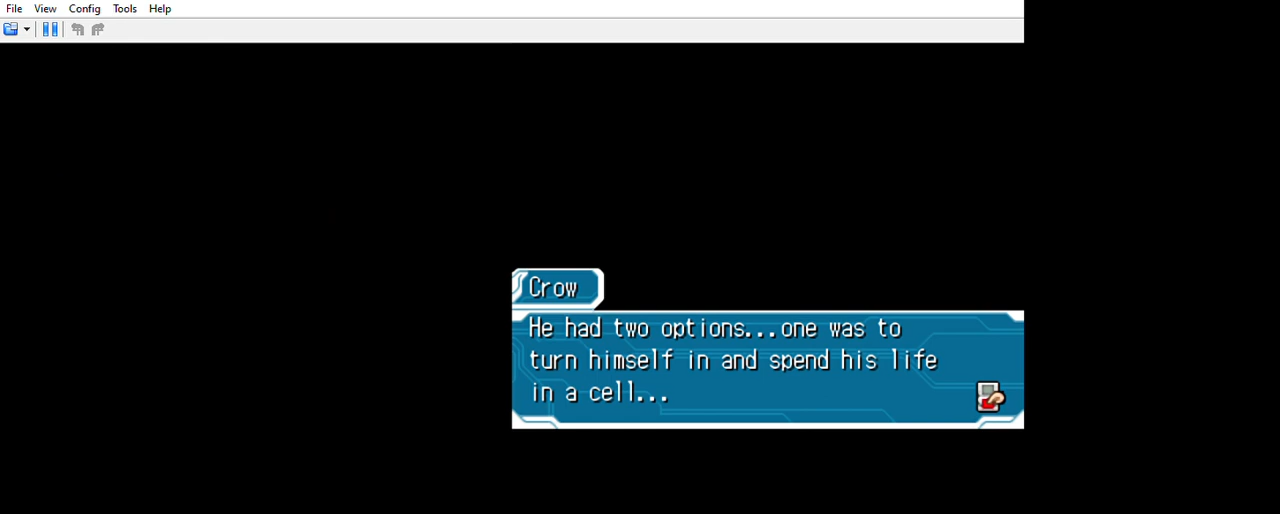 File View Config Tools Help
Crow
He had two options...one was to
turn himself in and spend his life
in a cell...